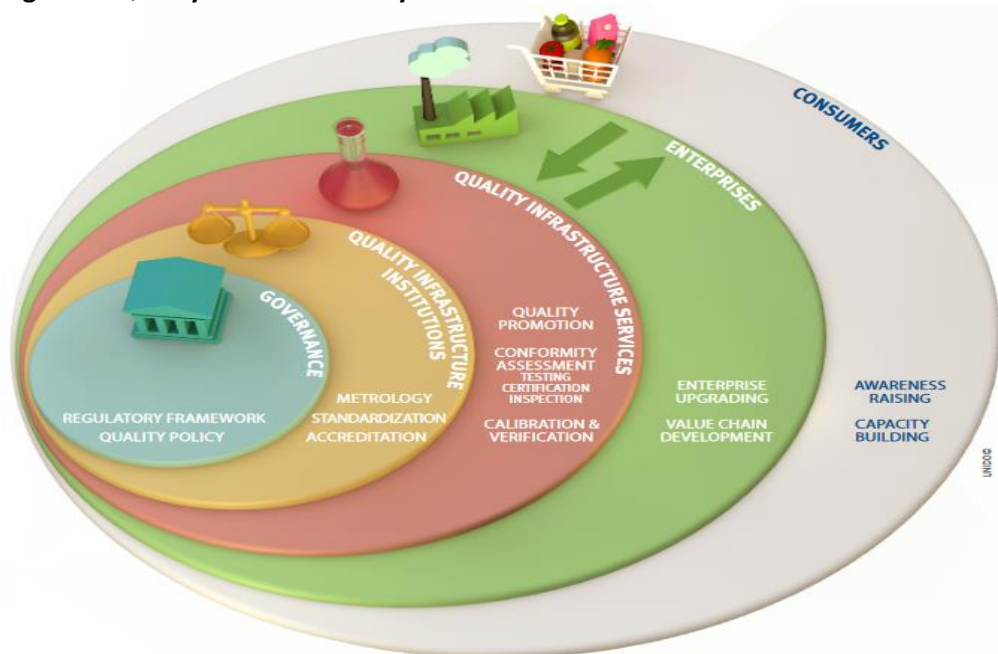 CONSUMERS
ENTERPRISES
QUALITY INFRASTRUCTURE SERVICES
QUALITY INFRASTRUCTURE
INSTITUTIONS
GOVERNANCE
REGULATORY FRAMEWORK
QUALITY POLICY
METROLOGY
STANDARDIZATION
ACCREDITATION
QUALITY
PROMOTION
CONFORMITY
ASSESSMENT
TESTING
CERTIFICATION
INSPECTION
CALIBRATION &
VERIFICATION
ENTERPRISE
UPGRADING
VALUE CHAIN
DEVELOPMENT
AWARENESS
RAISING
CAPACITY
BUILDING
UNIDO©